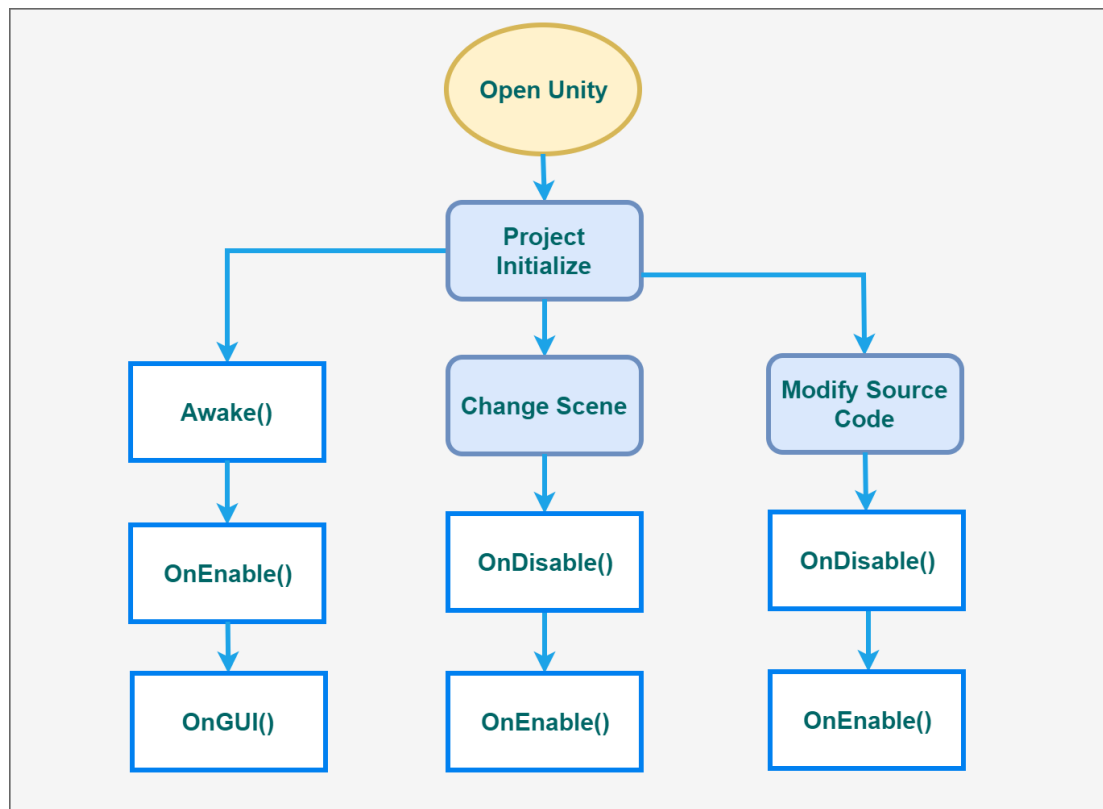 Open Unity
Project
Initialize
Awake()
Change Scene
Modify Source
Code
OnEnable()
OnDisable()
OnDisable()
OnGUI()
OnEnable()
OnEnable()